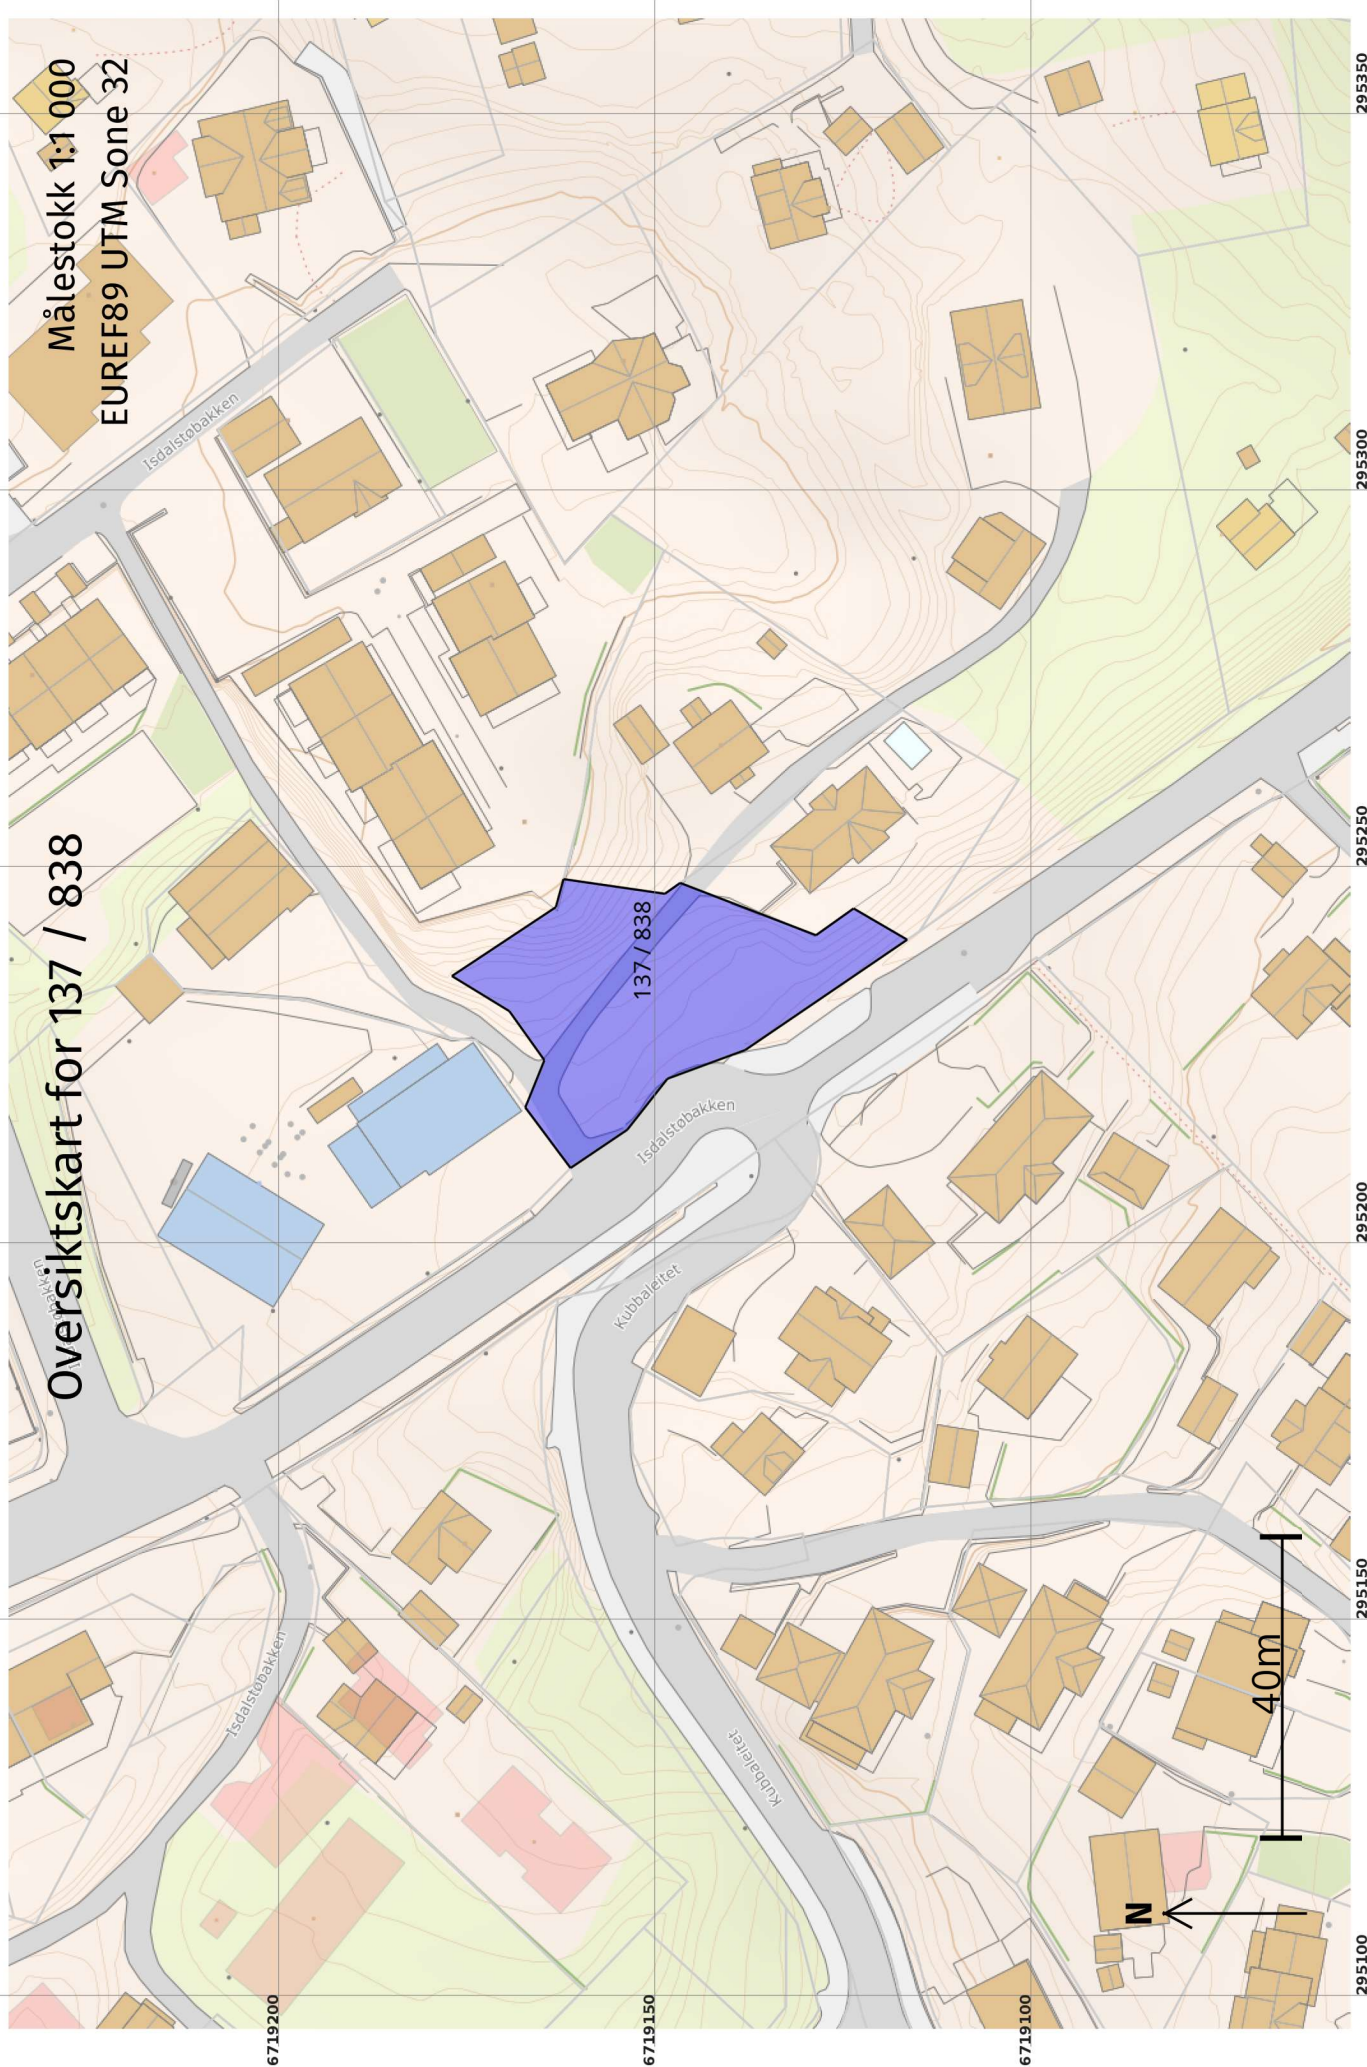 Oversiktskart for 137 / 838
Målestokk 1:1 000
EUREF89 UTM Sone 32
Isdalstøbakken
Isdalstøbakken
Isdalstøbakken
137 / 838
Kubbaleitet
Kubbaleitet
40m
N
6719200
6719150
6719100
295100
295150
295200
295250
295300
295350